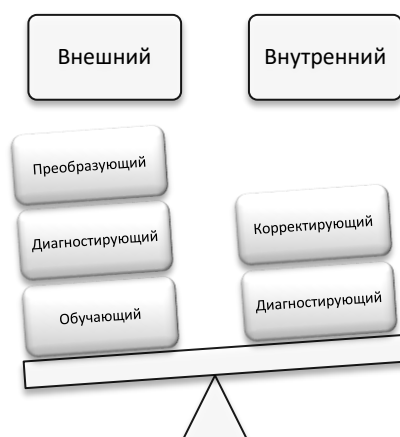 Внешний
Внутренний
Преобразующий
Диагностирующий
Обучающий
Корректирующий
Диагностирующий